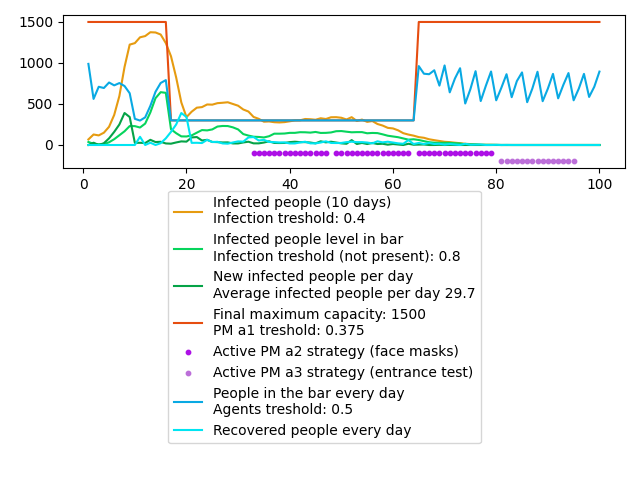 1500
1000
500
0
0
20
40
60
80
100
Infected people (10 days)
Infection treshold: 0.4
Infected people level in bar
Infection treshold (not present): 0.8
New infected people per day
Average infected people per day 29.7
Final maximum capacity: 1500
PM a1 treshold: 0.375
Active PM a2 strategy (face masks)
Active PM a3 strategy (entrance test)
People in the bar every day
Agents treshold: 0.5
Recovered people every day